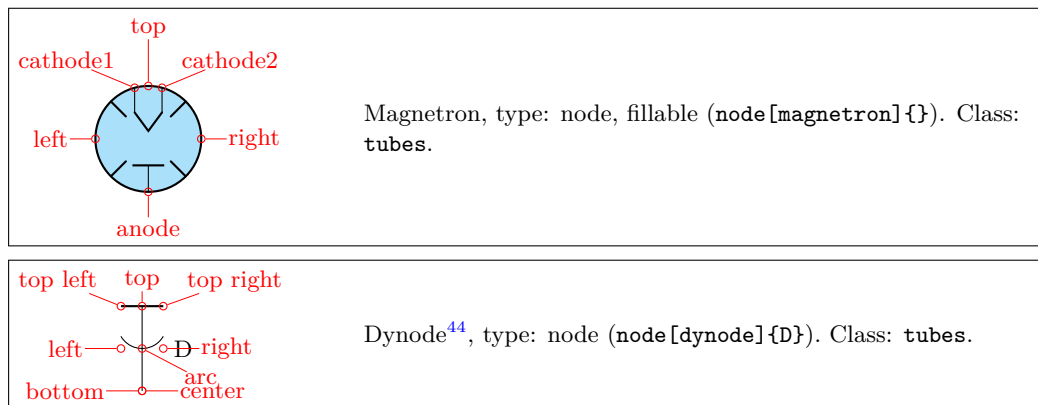 top
cathode1 cathode2
left right
anode
Magnetron, type: node, fillable (node[magnetron]{}). Class:
tubes.
top left top top right
left D right
arc
bottom center
Dynode44, type: node (node[dynode]{D}). Class: tubes.